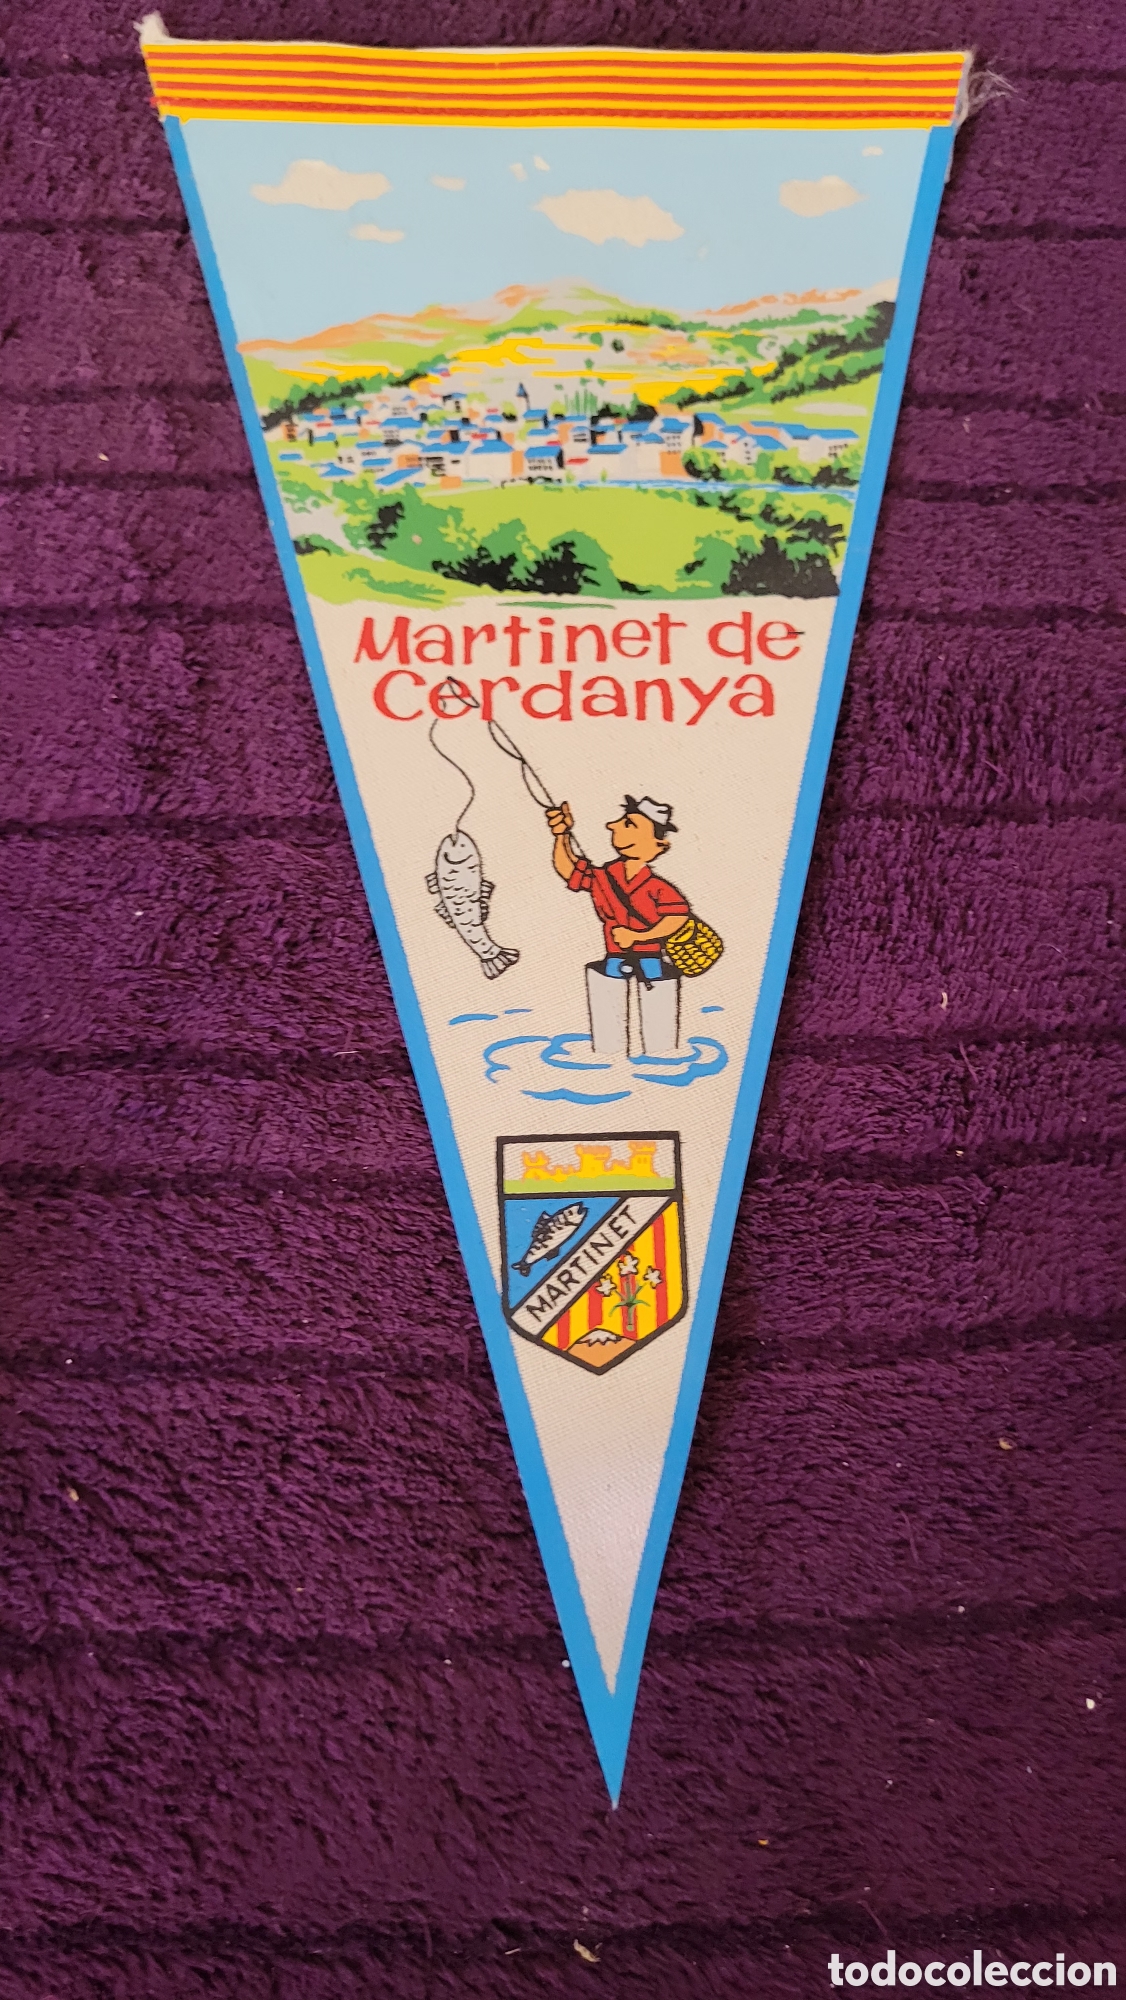 Martinet de
Cerdanya
MARTINET
todocoleccion